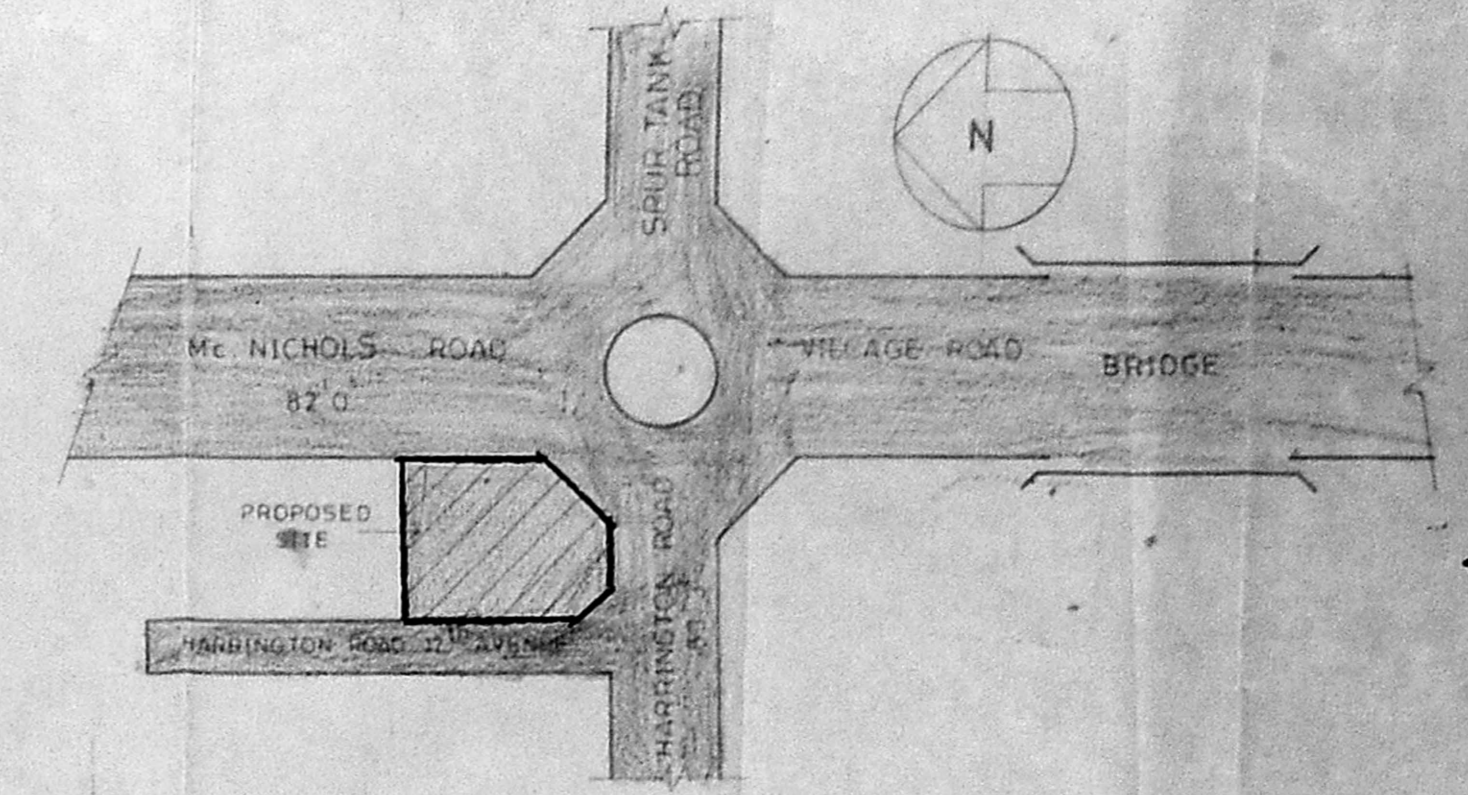 SPUR TANK
ROAD
N
Mc. NICHOLS ROAD
82'0"
VILLAGE ROAD
BRIDGE
PROPOSED
SITE
HARRINGTON ROAD
HARRINGTON ROAD 12th AVENUE